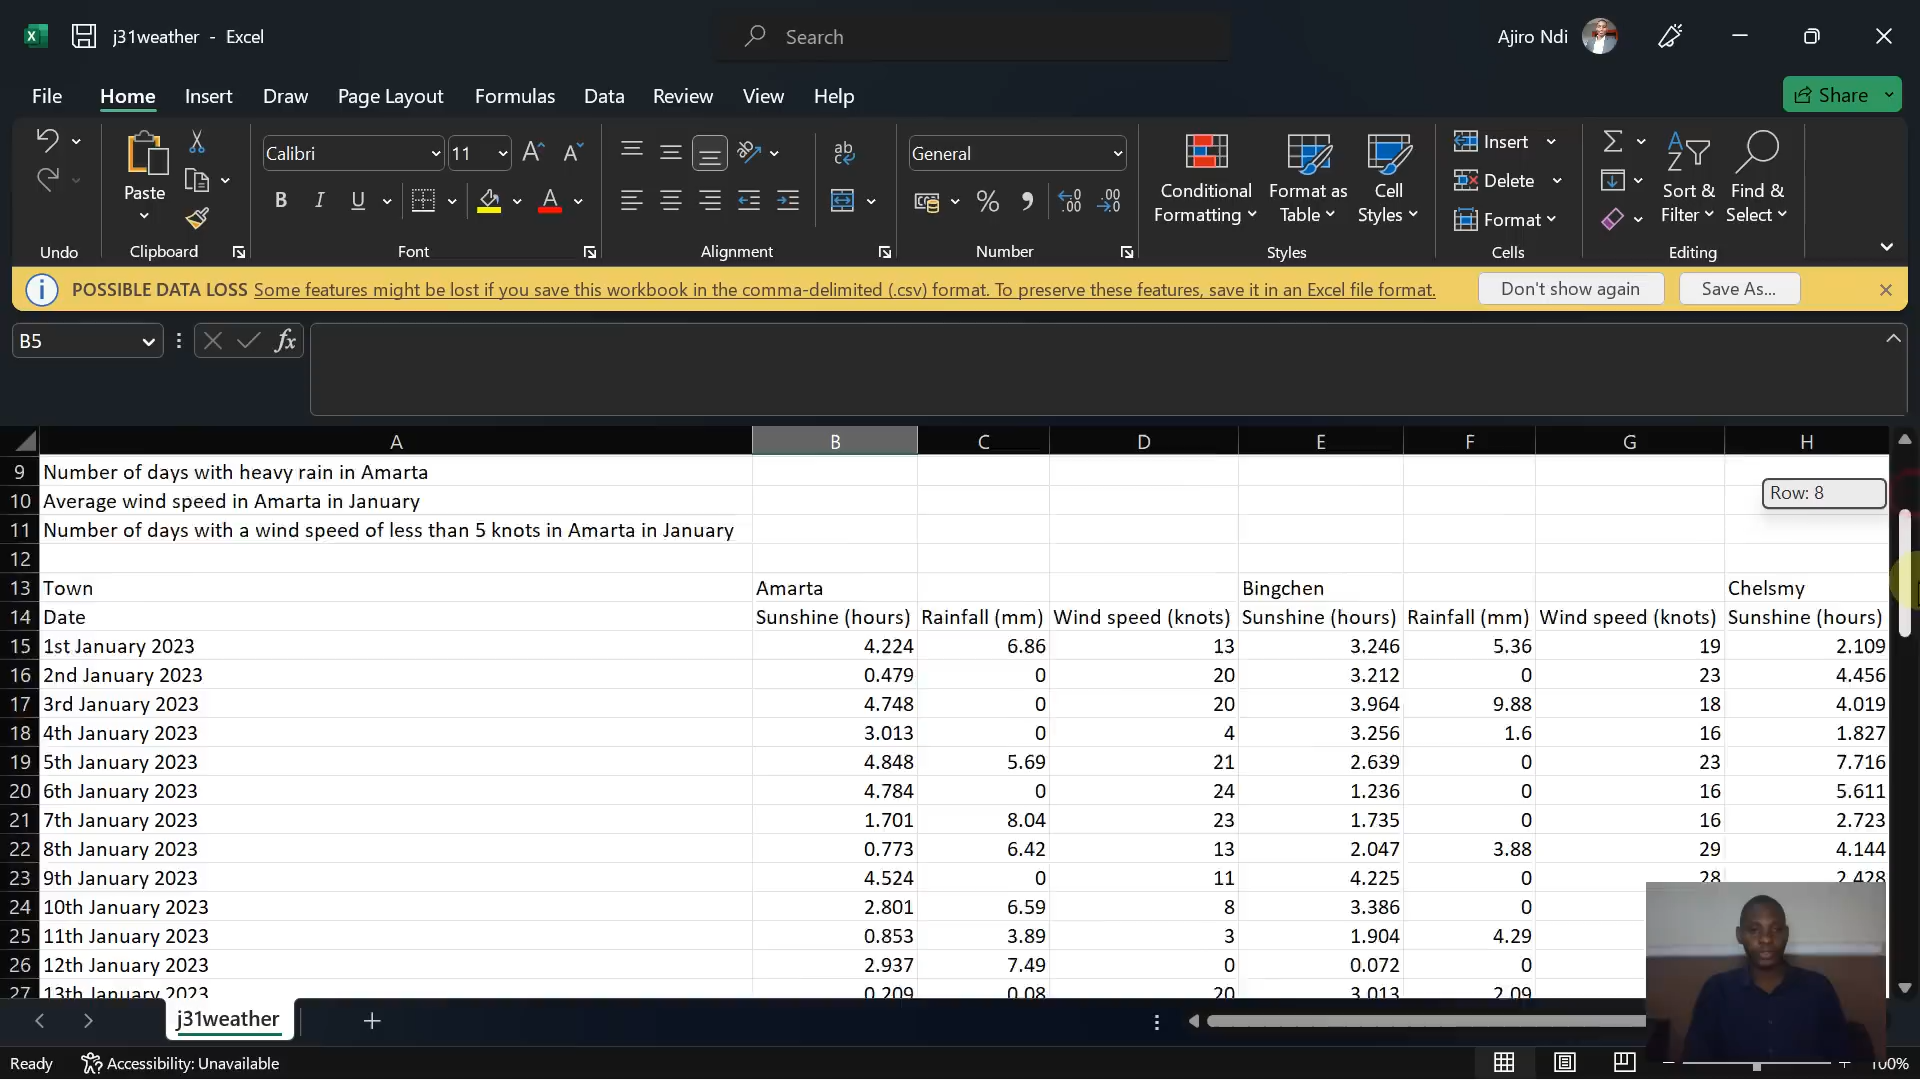 j31weather - Excel
Search
Ajiro Ndi
File Home Insert Draw Page Layout Formulas Data Review View Help
Share
Paste
Calibri 11
B I U
General
Conditional Formatting
Format as Table
Cell Styles
Insert
Delete
Format
Sort & Filter
Find & Select
Undo Clipboard Font Alignment Number Styles Cells Editing
POSSIBLE DATA LOSS Some features might be lost if you save this workbook in the comma-delimited (.csv) format. To preserve these features, save it in an Excel file format. Don't show again Save As...
B5 fx
A B C D E F G H
9 Number of days with heavy rain in Amarta
Row: 8
10 Average wind speed in Amarta in January
11 Number of days with a wind speed of less than 5 knots in Amarta in January
12
13 Town Amarta Bingchen Chelsmy
14 Date Sunshine (hours) Rainfall (mm) Wind speed (knots) Sunshine (hours) Rainfall (mm) Wind speed (knots) Sunshine (hours)
15 1st January 2023 4.224 6.86 13 3.246 5.36 19 2.109
16 2nd January 2023 0.479 0 20 3.212 0 23 4.456
17 3rd January 2023 4.748 0 20 3.964 9.88 18 4.019
18 4th January 2023 3.013 0 4 3.256 1.6 16 1.827
19 5th January 2023 4.848 5.69 21 2.639 0 23 7.716
20 6th January 2023 4.784 0 24 1.236 0 16 5.611
21 7th January 2023 1.701 8.04 23 1.735 0 16 2.723
22 8th January 2023 0.773 6.42 13 2.047 3.88 29 4.144
23 9th January 2023 4.524 0 11 4.225 0 28 2.428
24 10th January 2023 2.801 6.59 8 3.386 0
25 11th January 2023 0.853 3.89 3 1.904 4.29
26 12th January 2023 2.937 7.49 0 0.072 0
27 13th January 2023 0.209 0.08 20 3.013 2.09
j31weather
Ready Accessibility: Unavailable
100%